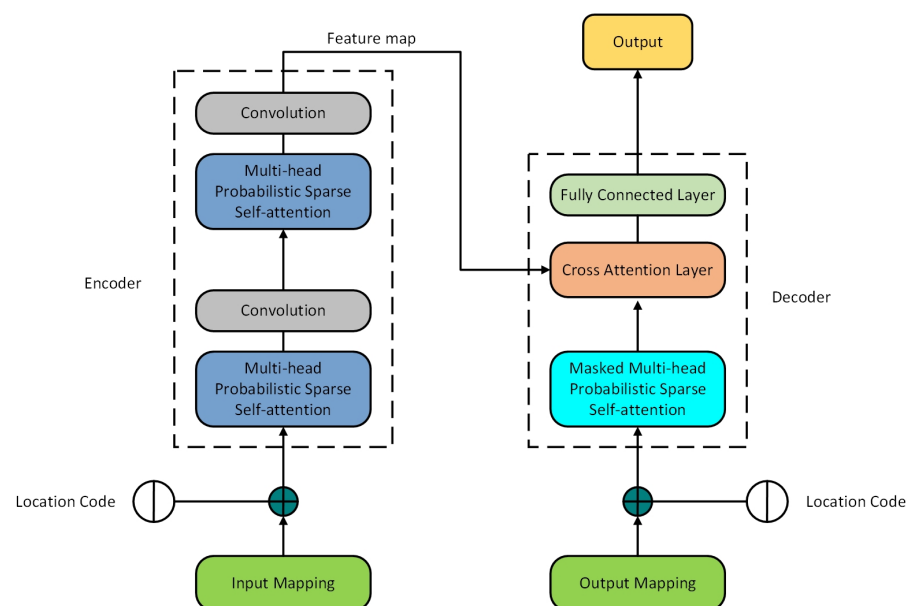 Feature map
Output
Convolution
Multi-head
Probabilistic Sparse
Self-attention
Fully Connected Layer
Cross Attention Layer
Encoder
Decoder
Convolution
Multi-head
Probabilistic Sparse
Self-attention
Masked Multi-head
Probabilistic Sparse
Self-attention
Location Code
Location Code
Input Mapping
Output Mapping